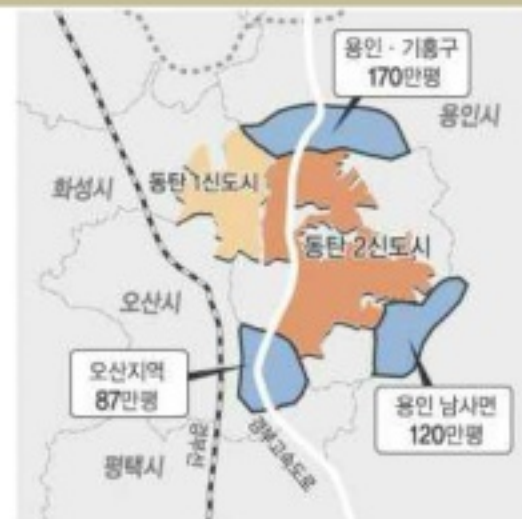 용인·기흥구
170만평
용인시
동탄 1신도시
화성시
동탄 2신도시
오산시
오산지역
87만평
용인 남사면
120만평
경부선
경부고속도로
평택시